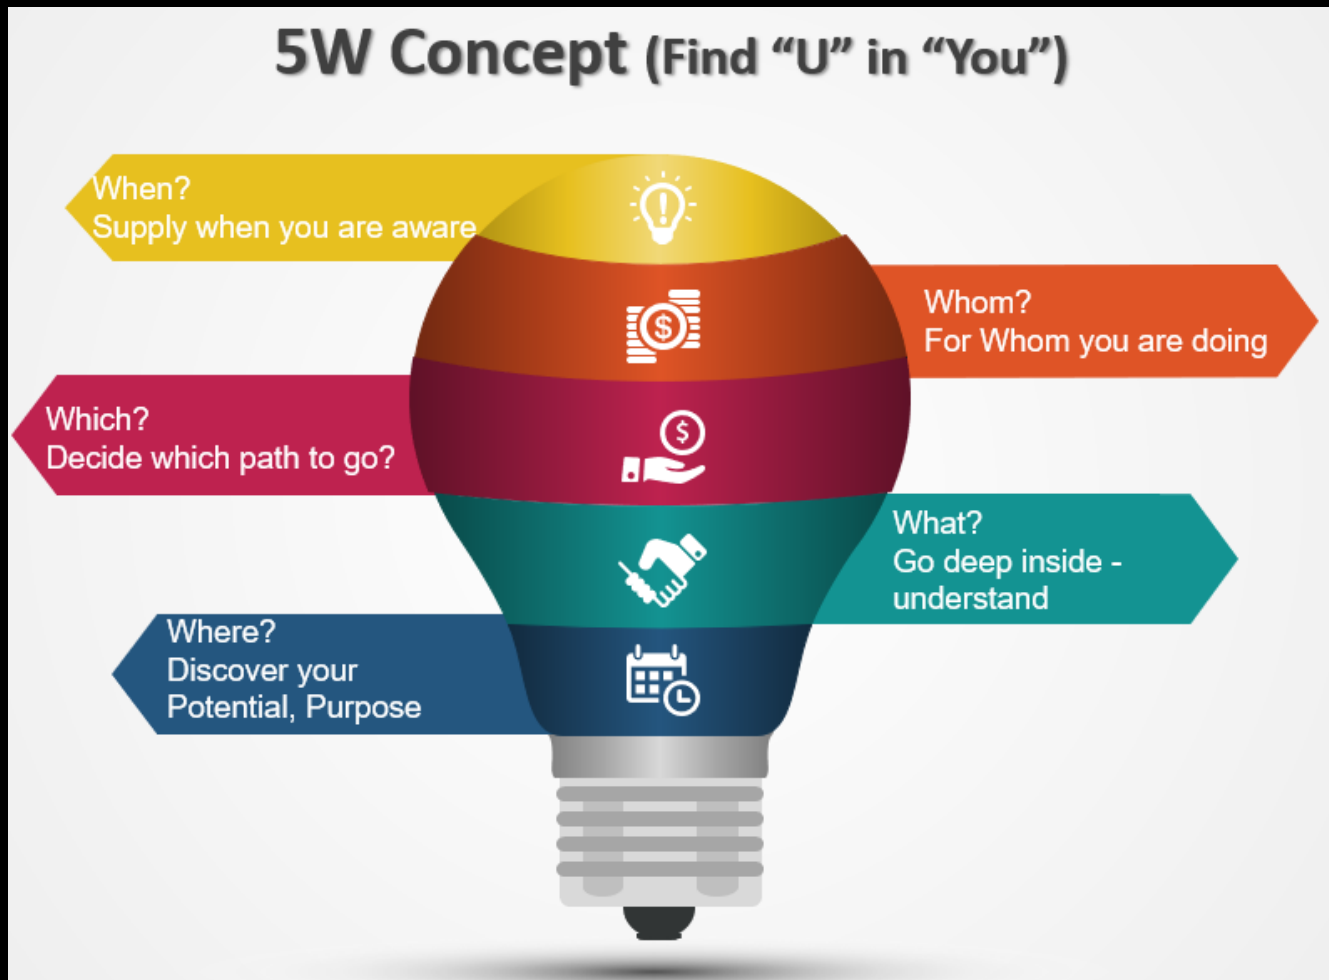 5W Concept (Find “U” in “You”)
When?
Supply when you are aware
Whom?
For Whom you are doing
Which?
Decide which path to go?
What?
Go deep inside -
understand
Where?
Discover your
Potential, Purpose